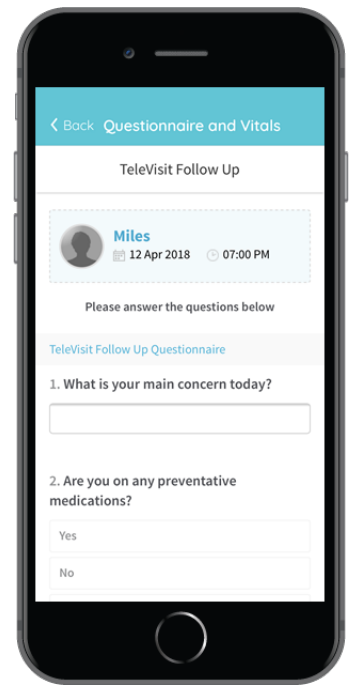 Back Questionnaire and Vitals
TeleVisit Follow Up
Miles
12 Apr 2018 07:00 PM
Please answer the questions below
TeleVisit Follow Up Questionnaire
1. What is your main concern today?
2. Are you on any preventative
medications?
Yes
No